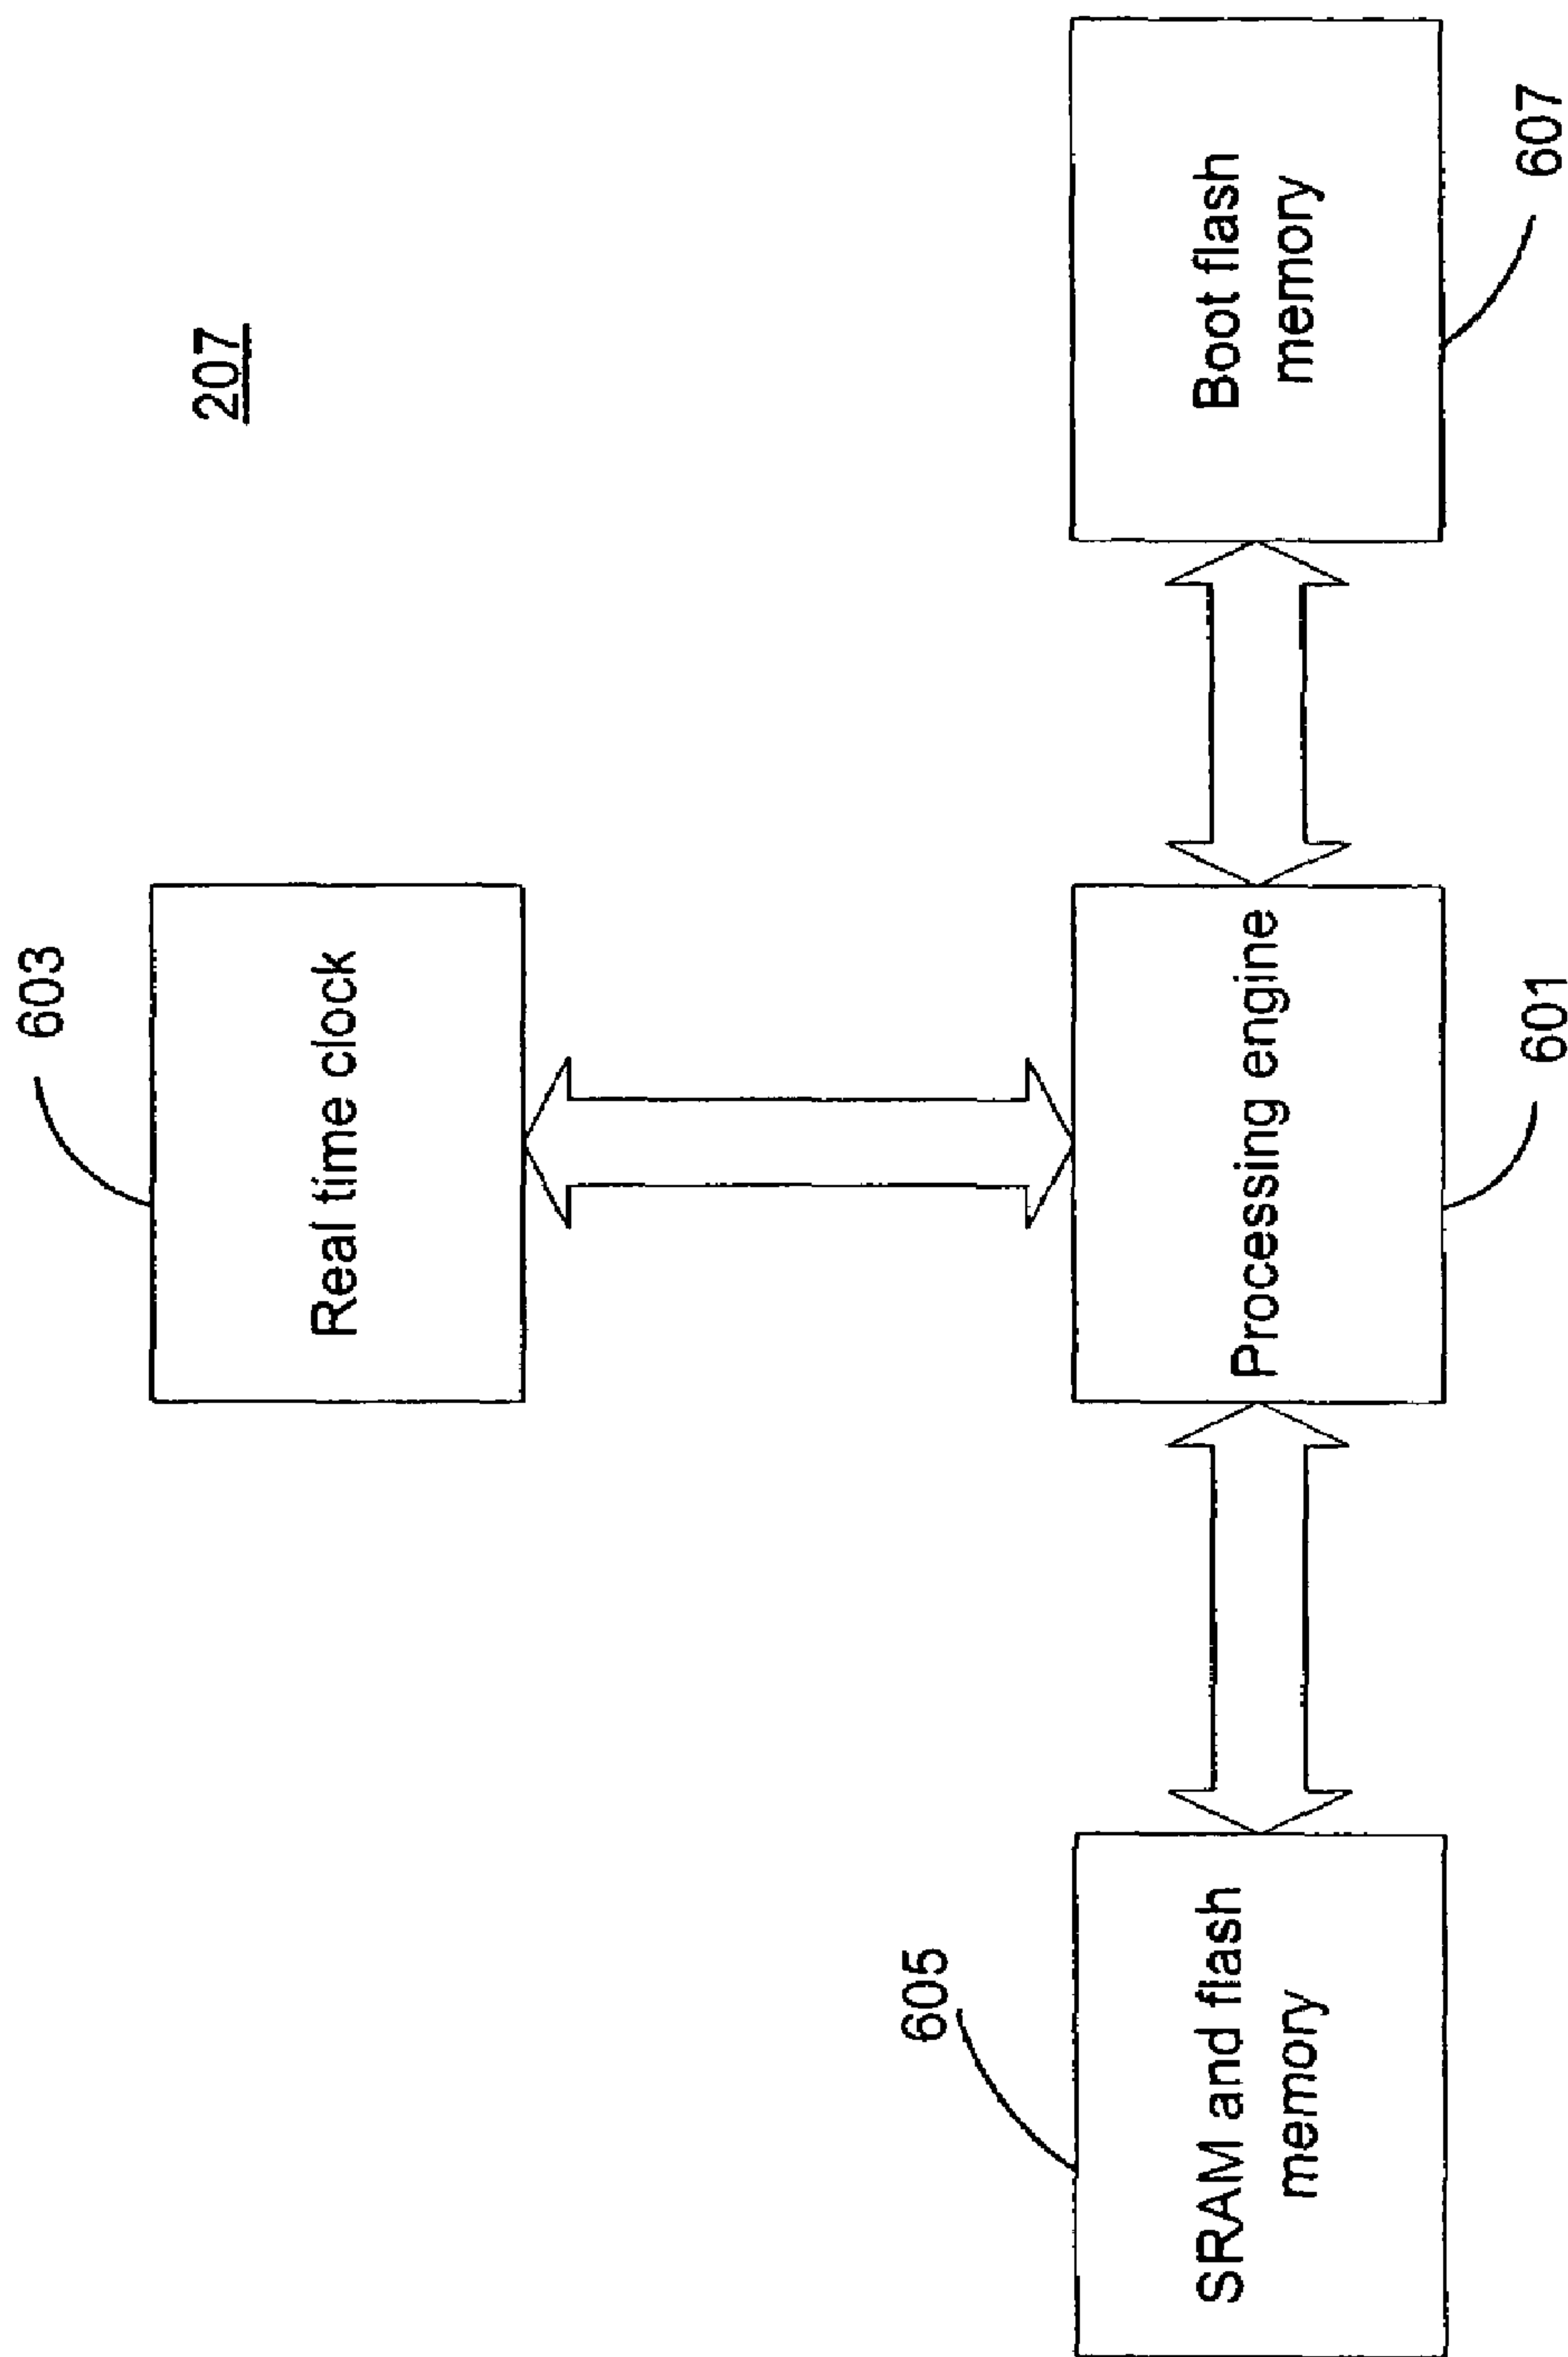 207
603
Real time clock
605
SRAM and flash
memory
Processing engine
601
Boot flash
memory
607